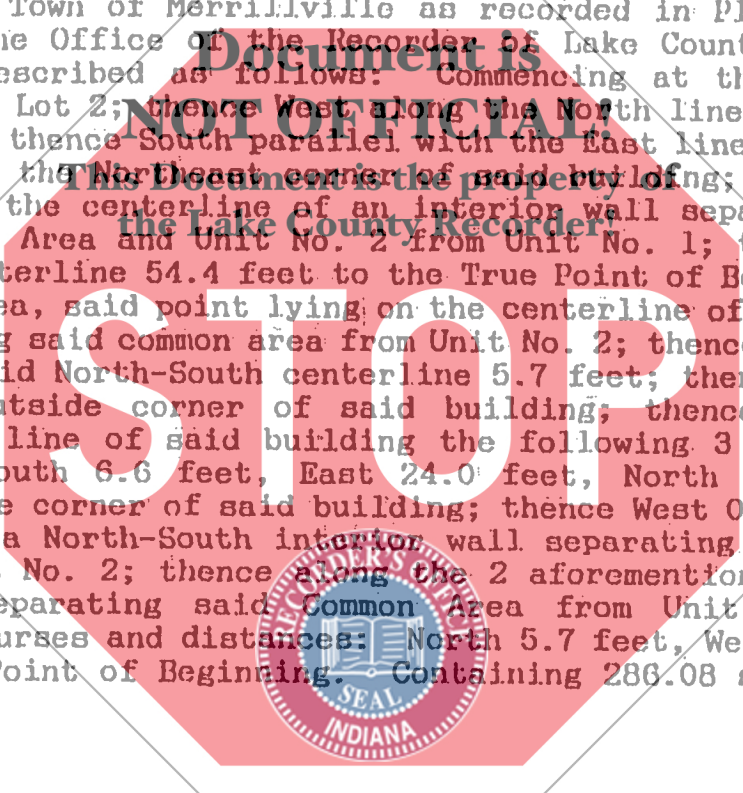 Town of Merrillville as recorded in Pl
ne Office of the Recorder of Lake Count
escribed as follows: Commencing at th
Lot 2; thence West along the North line
thence South parallel with the East line
the Northeast corner of said building;
the centerline of an interior wall sepa
Area and Unit No. 2 from Unit No. 1;
terline 54.4 feet to the True Point of B
ea, said point lying on the centerline of
g said common area from Unit No. 2; thence
id North-South centerline 5.7 feet; then
utside corner of said building; thence
line of said building the following 3
outh 6.6 feet, East 24.0 feet, North
e corner of said building; thence West 0
a North-South interior wall separating
No. 2; thence along the 2 aforemention
eparating said Common Area from Unit
urses and distances: North 5.7 feet, We
Point of Beginning. Containing 286.08 s
Document is
NOT OFFICIAL!
This Document is the property of
the Lake County Recorder!
STOP
RECORDER'S OFFICE
SEAL
INDIANA